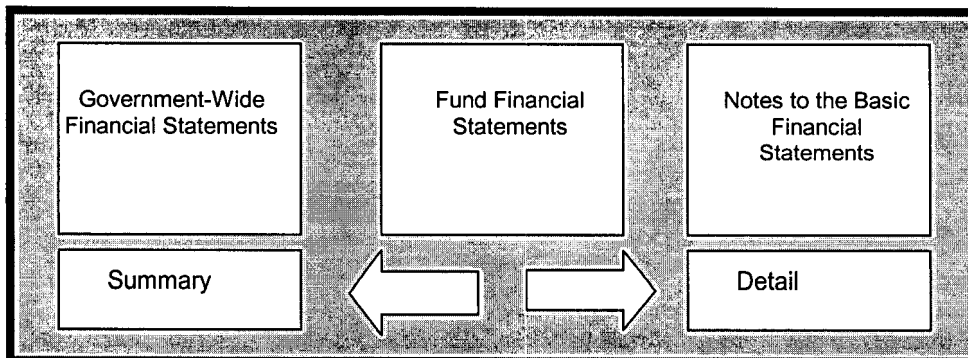 Government-Wide
Financial Statements
Fund Financial
Statements
Notes to the Basic
Financial
Statements
Summary
Detail